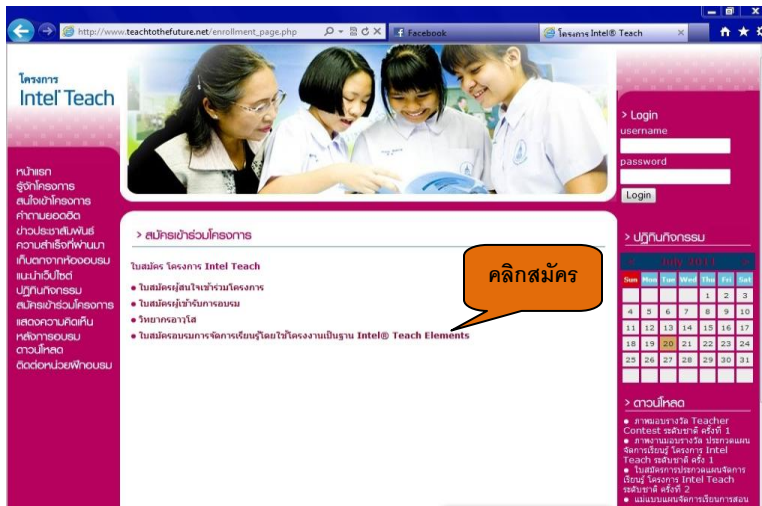 http://www.teachtothefuture.net/enrollment_page.php
Facebook
โครงการ Intel® Teach
โครงการ
Intel® Teach
หน้าแรก
รู้จักโครงการ
สนใจเข้าโครงการ
คำถามยอดฮิต
ข่าวประชาสัมพันธ์
ความสำเร็จที่ผ่านมา
เก็บตกจากห้องอบรม
แนะนำเว็บไซต์
ปฏิทินกิจกรรม
สมัครเข้าร่วมโครงการ
แสดงความคิดเห็น
หลังการอบรม
ดาวน์โหลด
ติดต่อหน่วยฝึกอบรม
> สมัครเข้าร่วมโครงการ
ใบสมัคร โครงการ Intel Teach
● ใบสมัครผู้สนใจเข้าร่วมโครงการ
● ใบสมัครผู้เข้ารับการอบรม
● วิทยากรอาวุโส
● ใบสมัครอบรมการจัดการเรียนรู้โดยใช้โครงงานเป็นฐาน Intel® Teach Elements
คลิกสมัคร
> Login
username
password
Login
> ปฏิทินกิจกรรม
« July 2011 »
Sun Mon Tue Wed Thu Fri Sat
1 2 3
4 5 6 7 8 9 10
11 12 13 14 15 16 17
18 19 20 21 22 23 24
25 26 27 28 29 30 31
> ดาวน์โหลด
● ภาพมอบรางวัล Teacher
Contest ระดับชาติ ครั้งที่ 1
● ภาพงานมอบรางวัล ประกวดแผน
จัดการเรียนรู้ โครงการ Intel
Teach ระดับชาติ ครั้ง 1
● ใบสมัครการประกวดแผนจัดการ
เรียนรู้ โครงการ Intel Teach
ระดับชาติ ครั้งที่ 2
● แม่แบบแผนจัดการเรียนการสอน